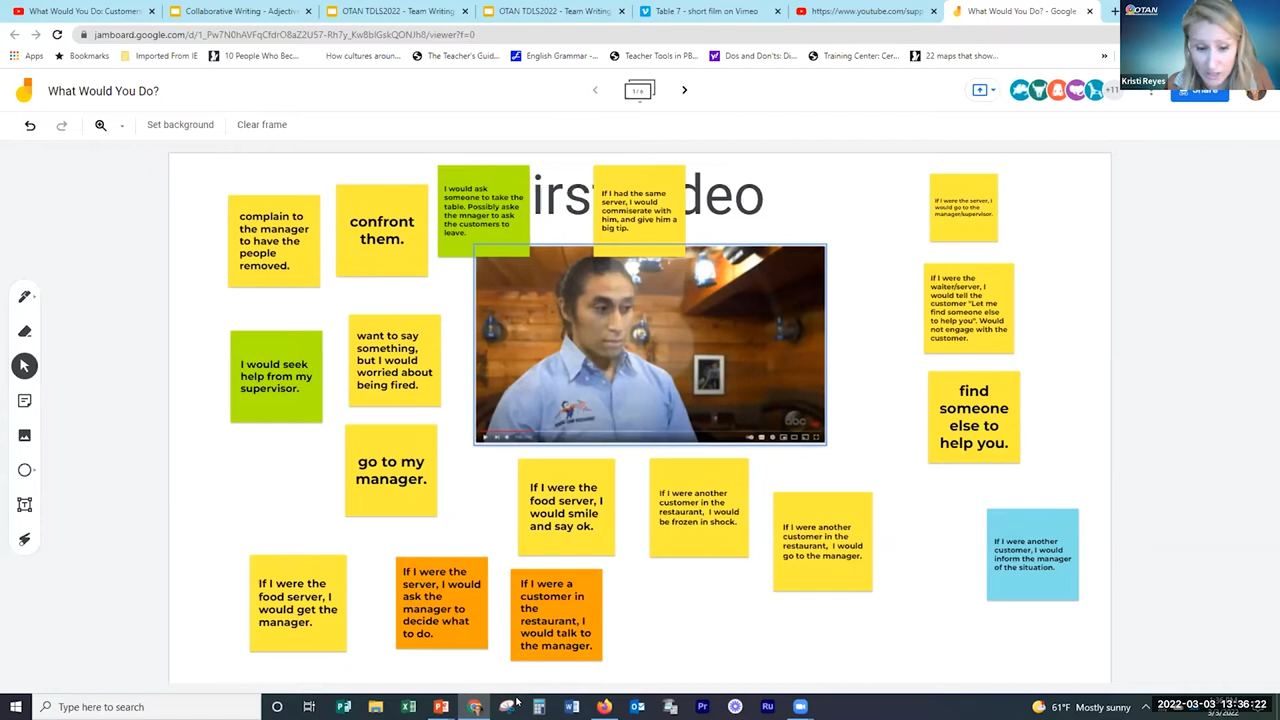 What Would You Do: Customers
Collaborative Writing - Adjectiv
OTAN TDLS2022 - Team Writing
OTAN TDLS2022 - Team Writing
Table 7 - short film on Vimeo
https://www.youtube.com/supp
What Would You Do? - Google
jamboard.google.com/d/1_Pw7N0hAVFqCfdrO8aZ2U57-Rh7y_Kw8bIGskQONJh8/viewer?f=0
Apps
Bookmarks
Imported From IE
10 People Who Bec...
How cultures around...
The Teacher's Guid...
English Grammar -...
Teacher Tools in PB...
Dos and Don'ts: Di...
Training Center: Cer...
22 maps that show...
»
OTAN
Kristi Reyes
What Would You Do?
1/6
+11
Share
Set background
Clear frame
complain to
the manager
to have the
people
removed.
confront
them.
I would ask
someone to take the
table. Possibly aske
the mnager to ask
the customers to
leave.
irs
deo
If I had the same
server, I would
commiserate with
him, and give him a
big tip.
If I were the server, I
would go to the
manager/supervisor.
If I were the
waiter/server, I
would tell the
customer "Let me
find someone else
to help you". Would
not engage with the
customer.
I would seek
help from my
supervisor.
want to say
something,
but I would
worried about
being fired.
abc
find
someone
else to
help you.
go to my
manager.
If I were the
food server, I
would smile
and say ok.
If I were another
customer in the
restaurant, I would
be frozen in shock.
If I were another
customer in the
restaurant, I would
go to the manager.
If I were another
customer, I would
inform the manager
of the situation.
If I were the
food server, I
would get the
manager.
If I were the
server, I would
ask the
manager to
decide what
to do.
If I were a
customer in
the
restaurant, I
would talk to
the manager.
Type here to search
61°F Mostly sunny
2022-03-03 13:36:22